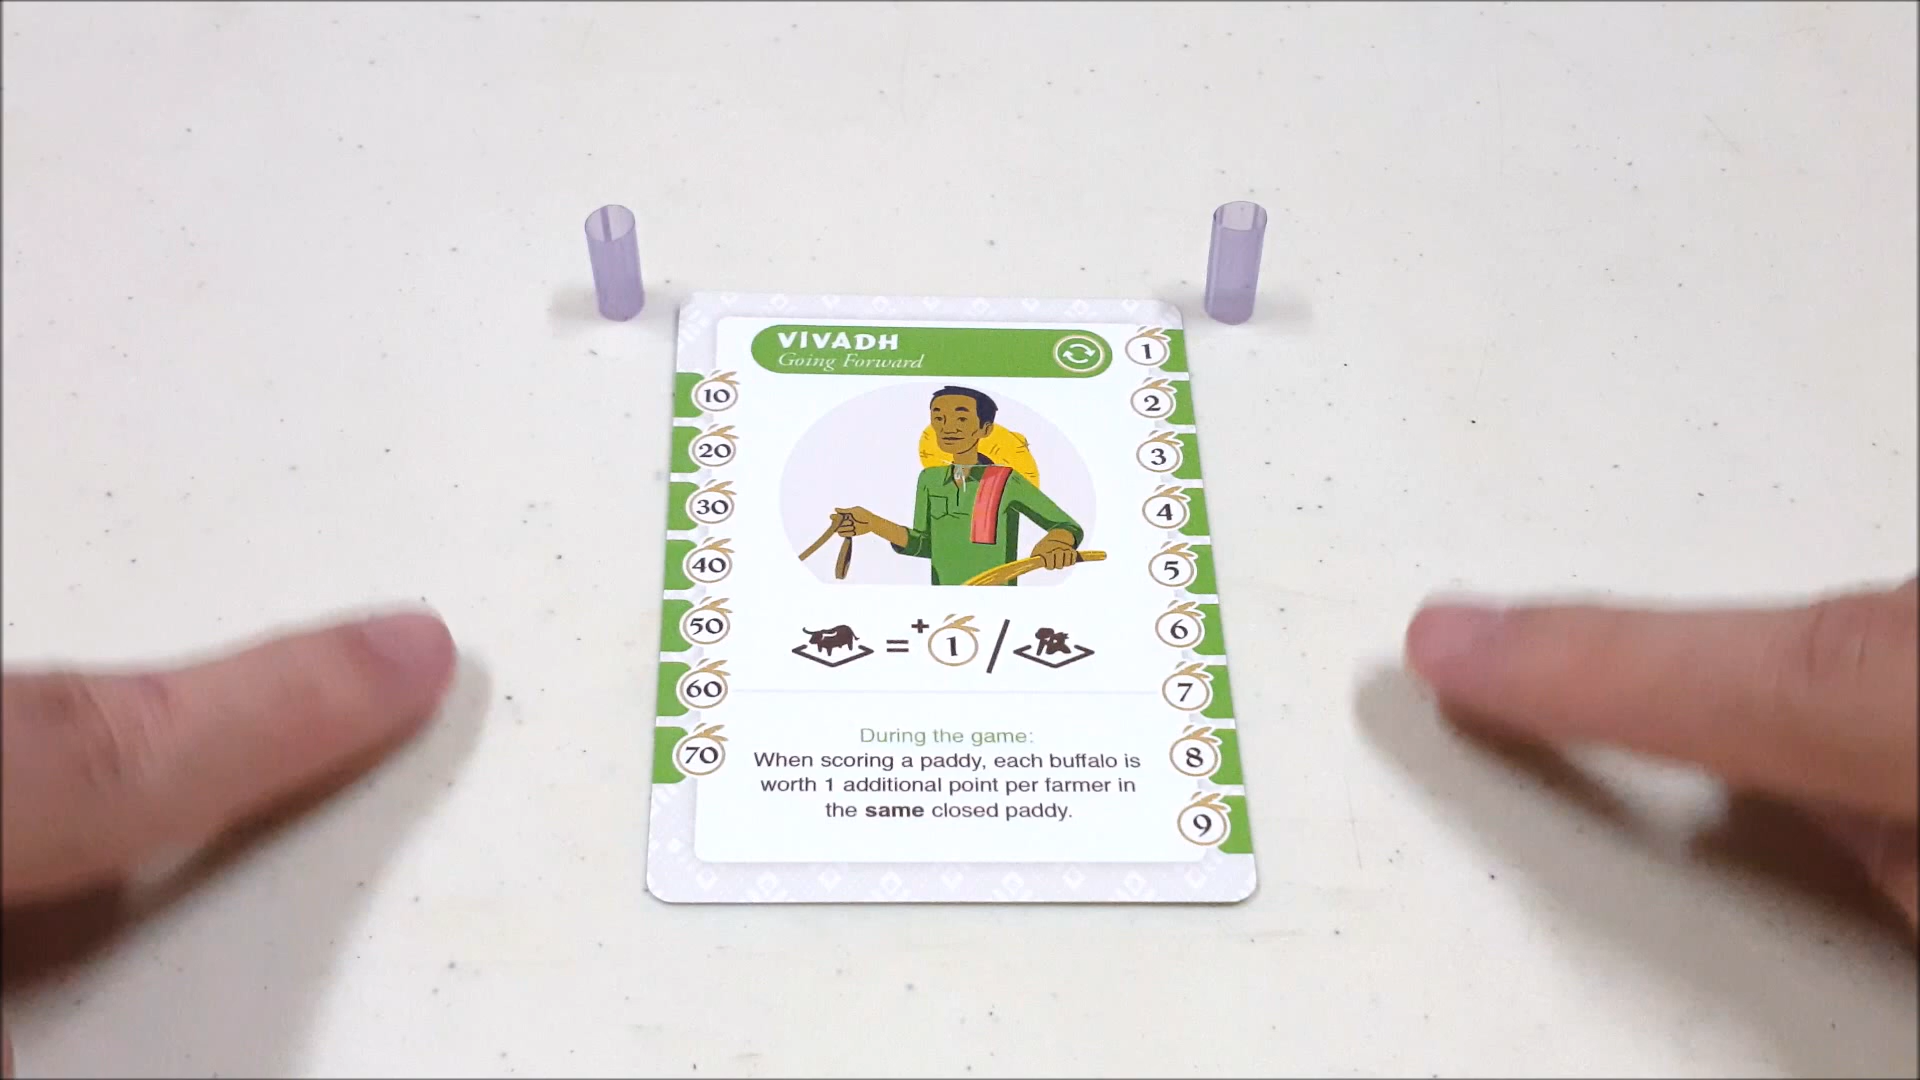 VIVADH
Going Forward
1
10
2
20
3
30
4
40
5
50
6
60
7
70
8
9
= +1 /
During the game:
When scoring a paddy, each buffalo is
worth 1 additional point per farmer in
the same closed paddy.